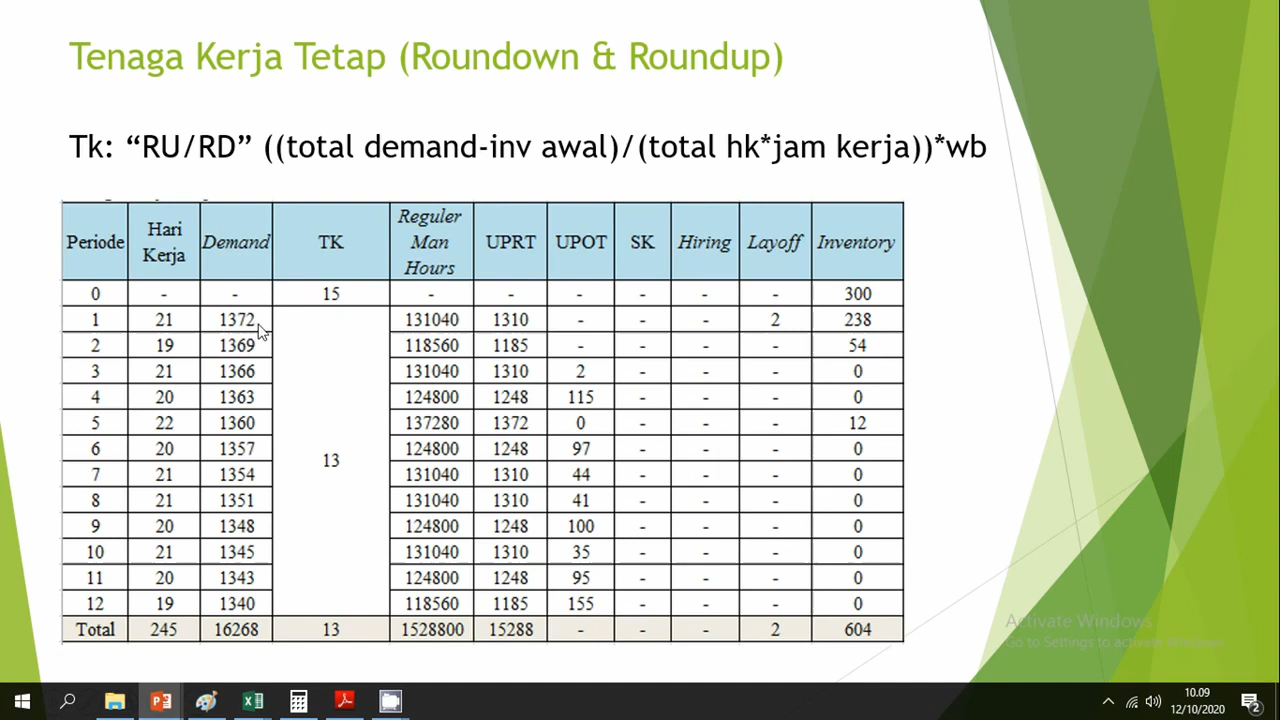 Tenaga Kerja Tetap (Roundown & Roundup)
Tk: “RU/RD” ((total demand-inv awal)/(total hk*jam kerja))*wb
Periode Hari Kerja Demand TK Reguler Man Hours UPRT UPOT SK Hiring Layoff Inventory
0 - - 15 - - - - - - 300
1 21 1372 131040 1310 - - - 2 238
2 19 1369 118560 1185 - - - - 54
3 21 1366 131040 1310 2 - - - 0
4 20 1363 124800 1248 115 - - - 0
5 22 1360 137280 1372 0 - - - 12
6 20 1357 13 124800 1248 97 - - - 0
7 21 1354 131040 1310 44 - - - 0
8 21 1351 131040 1310 41 - - - 0
9 20 1348 124800 1248 100 - - - 0
10 21 1345 131040 1310 35 - - - 0
11 20 1343 124800 1248 95 - - - 0
12 19 1340 118560 1185 155 - - - 0
Total 245 16268 13 1528800 15288 - - - 2 604
Activate Windows
Go to Settings to activate Windows.
10.09
12/10/2020
2